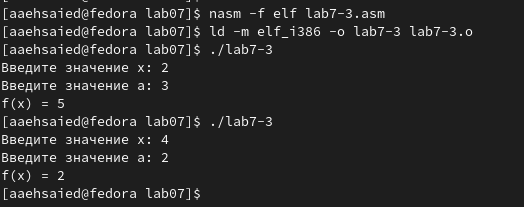 [aaehsaied@fedora lab07]$ nasm -f elf lab7-3.asm
[aaehsaied@fedora lab07]$ ld -m elf_i386 -o lab7-3 lab7-3.o
[aaehsaied@fedora lab07]$ ./lab7-3
Введите значение x: 2
Введите значение a: 3
f(x) = 5
[aaehsaied@fedora lab07]$ ./lab7-3
Введите значение x: 4
Введите значение a: 2
f(x) = 2
[aaehsaied@fedora lab07]$